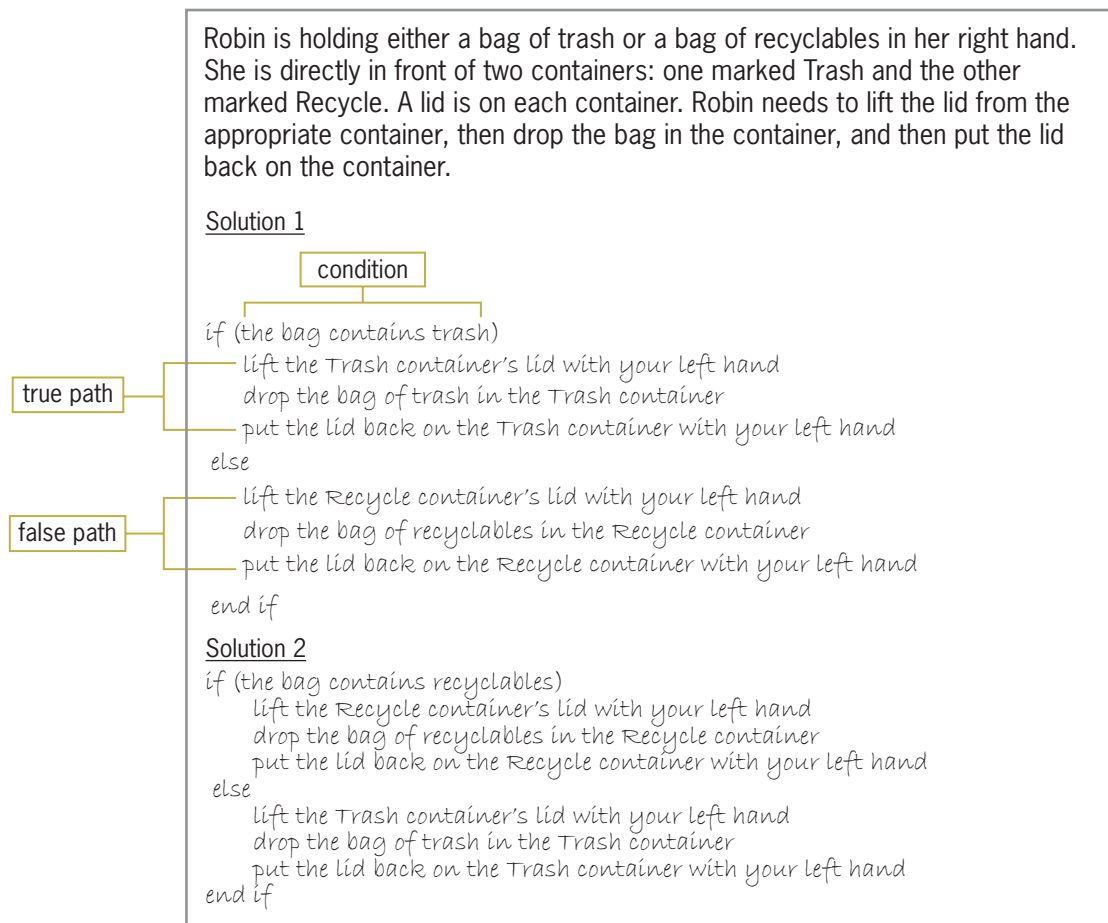 Robin is holding either a bag of trash or a bag of recyclables in her right hand.
She is directly in front of two containers: one marked Trash and the other
marked Recycle. A lid is on each container. Robin needs to lift the lid from the
appropriate container, then drop the bag in the container, and then put the lid
back on the container.
Solution 1
condition
if (the bag contains trash)
lift the Trash container's lid with your left hand
true path
drop the bag of trash in the Trash container
put the lid back on the Trash container with your left hand
else
lift the Recycle container's lid with your left hand
false path
drop the bag of recyclables in the Recycle container
put the lid back on the Recycle container with your left hand
end if
Solution 2
if (the bag contains recyclables)
lift the Recycle container's lid with your left hand
drop the bag of recyclables in the Recycle container
put the lid back on the Recycle container with your left hand
else
lift the Trash container's lid with your left hand
drop the bag of trash in the Trash container
put the lid back on the Trash container with your left hand
end if